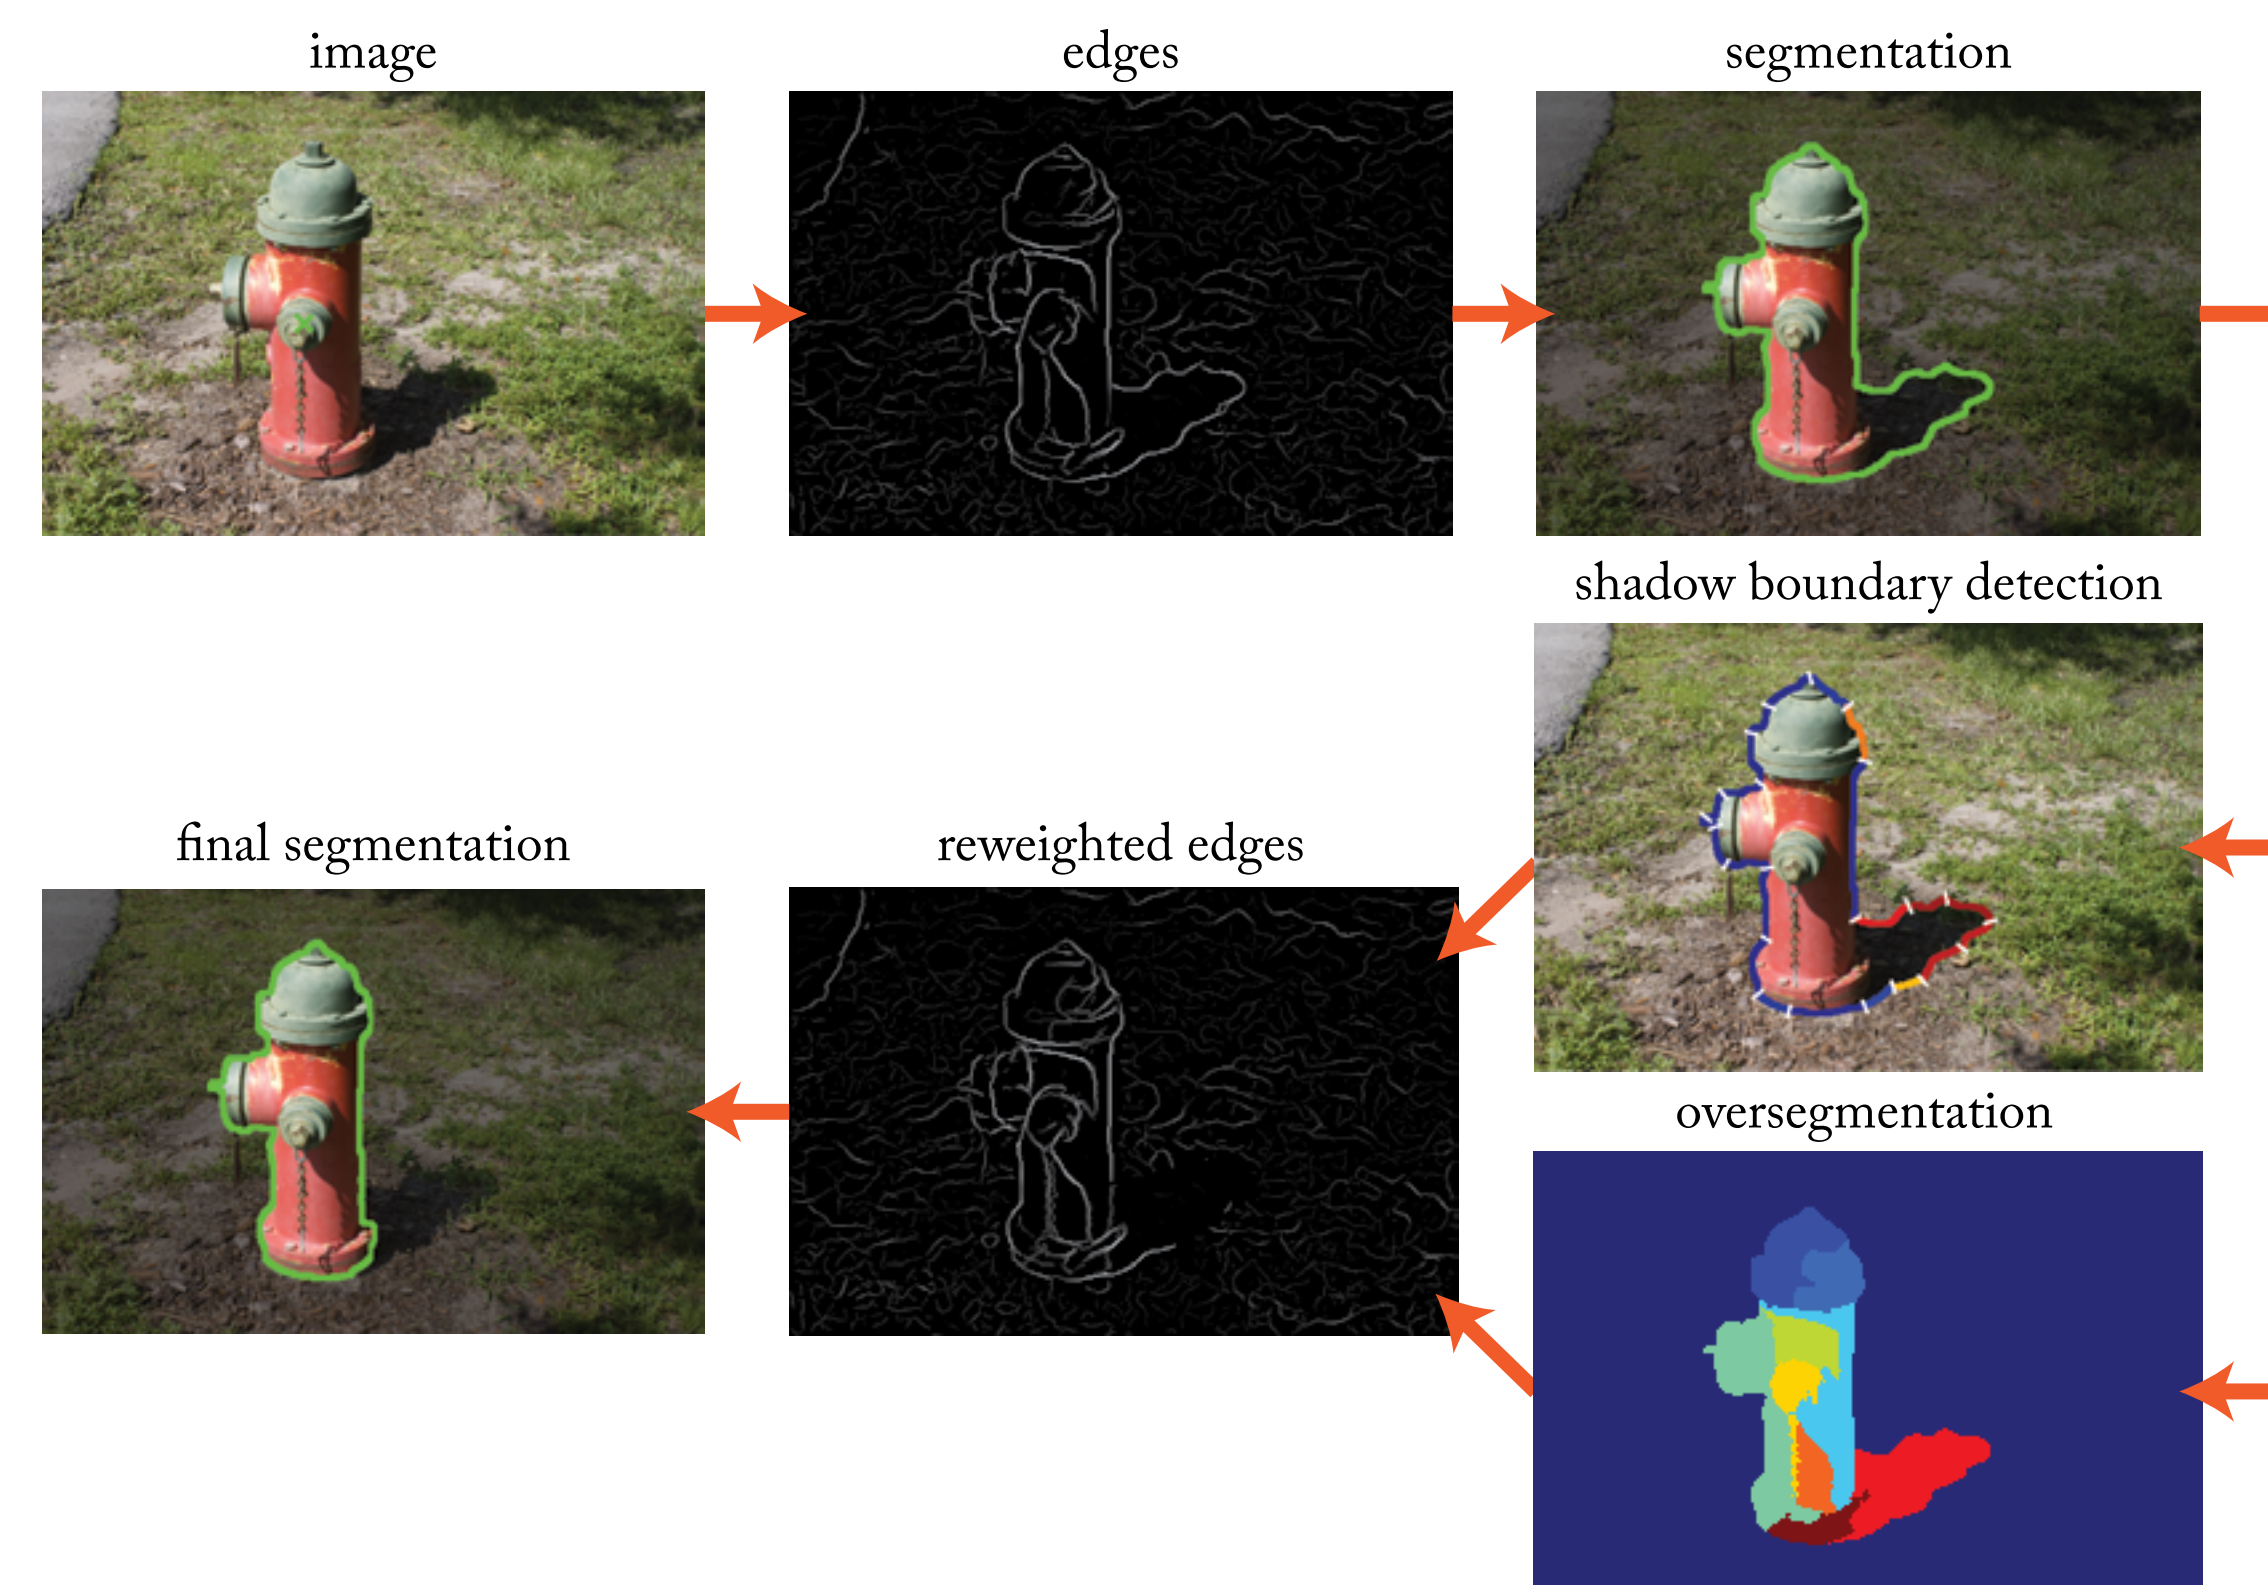 image
edges
segmentation
shadow boundary detection
final segmentation
reweighted edges
oversegmentation